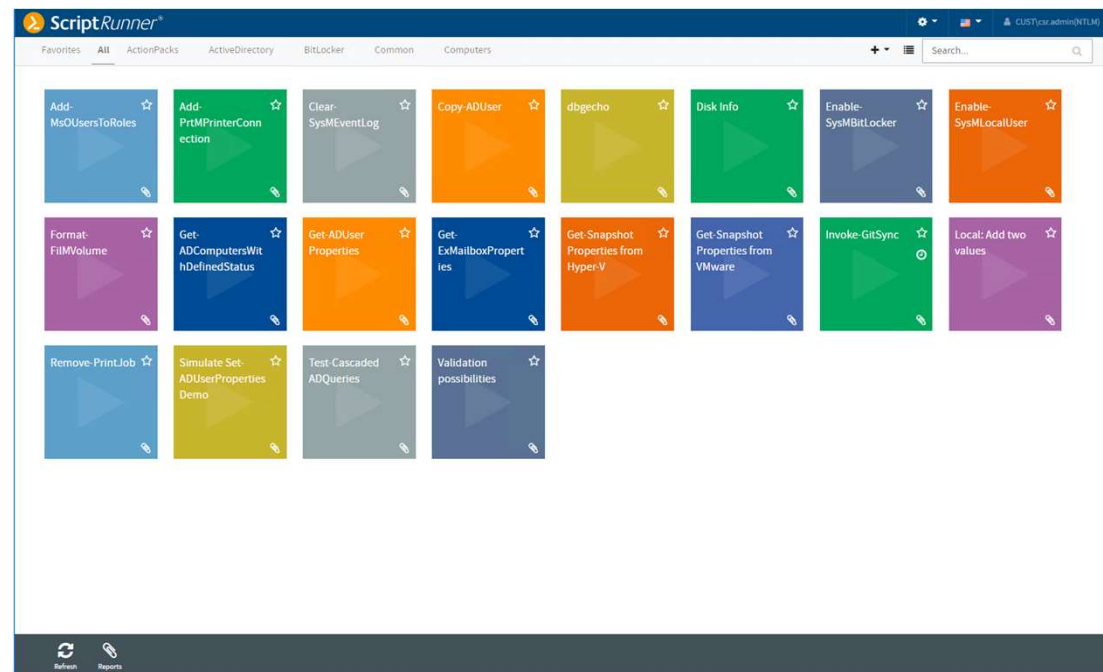 ScriptRunner®
CUST\csr.admin(NTLM)
Favorites All ActionPacks ActiveDirectory BitLocker Common Computers
Search...
Add-
MsOUsersToRoles
Add-
PrtMPrinterConn
ection
Clear-
SysMEventLog
Copy-ADUser
dbgecho
Disk Info
Enable-
SysMBitLocker
Enable-
SysMLocalUser
Format-
FilMVolume
Get-
ADComputersWit
hDefinedStatus
Get-ADUser
Properties
Get-
ExMailboxPropert
ies
Get-Snapshot
Properties from
Hyper-V
Get-Snapshot
Properties from
VMware
Invoke-GitSync
Local: Add two
values
Remove-PrintJob
Simulate Set-
ADUserProperties
Demo
Test-Cascaded
ADQueries
Validation
possibilities
Refresh
Reports